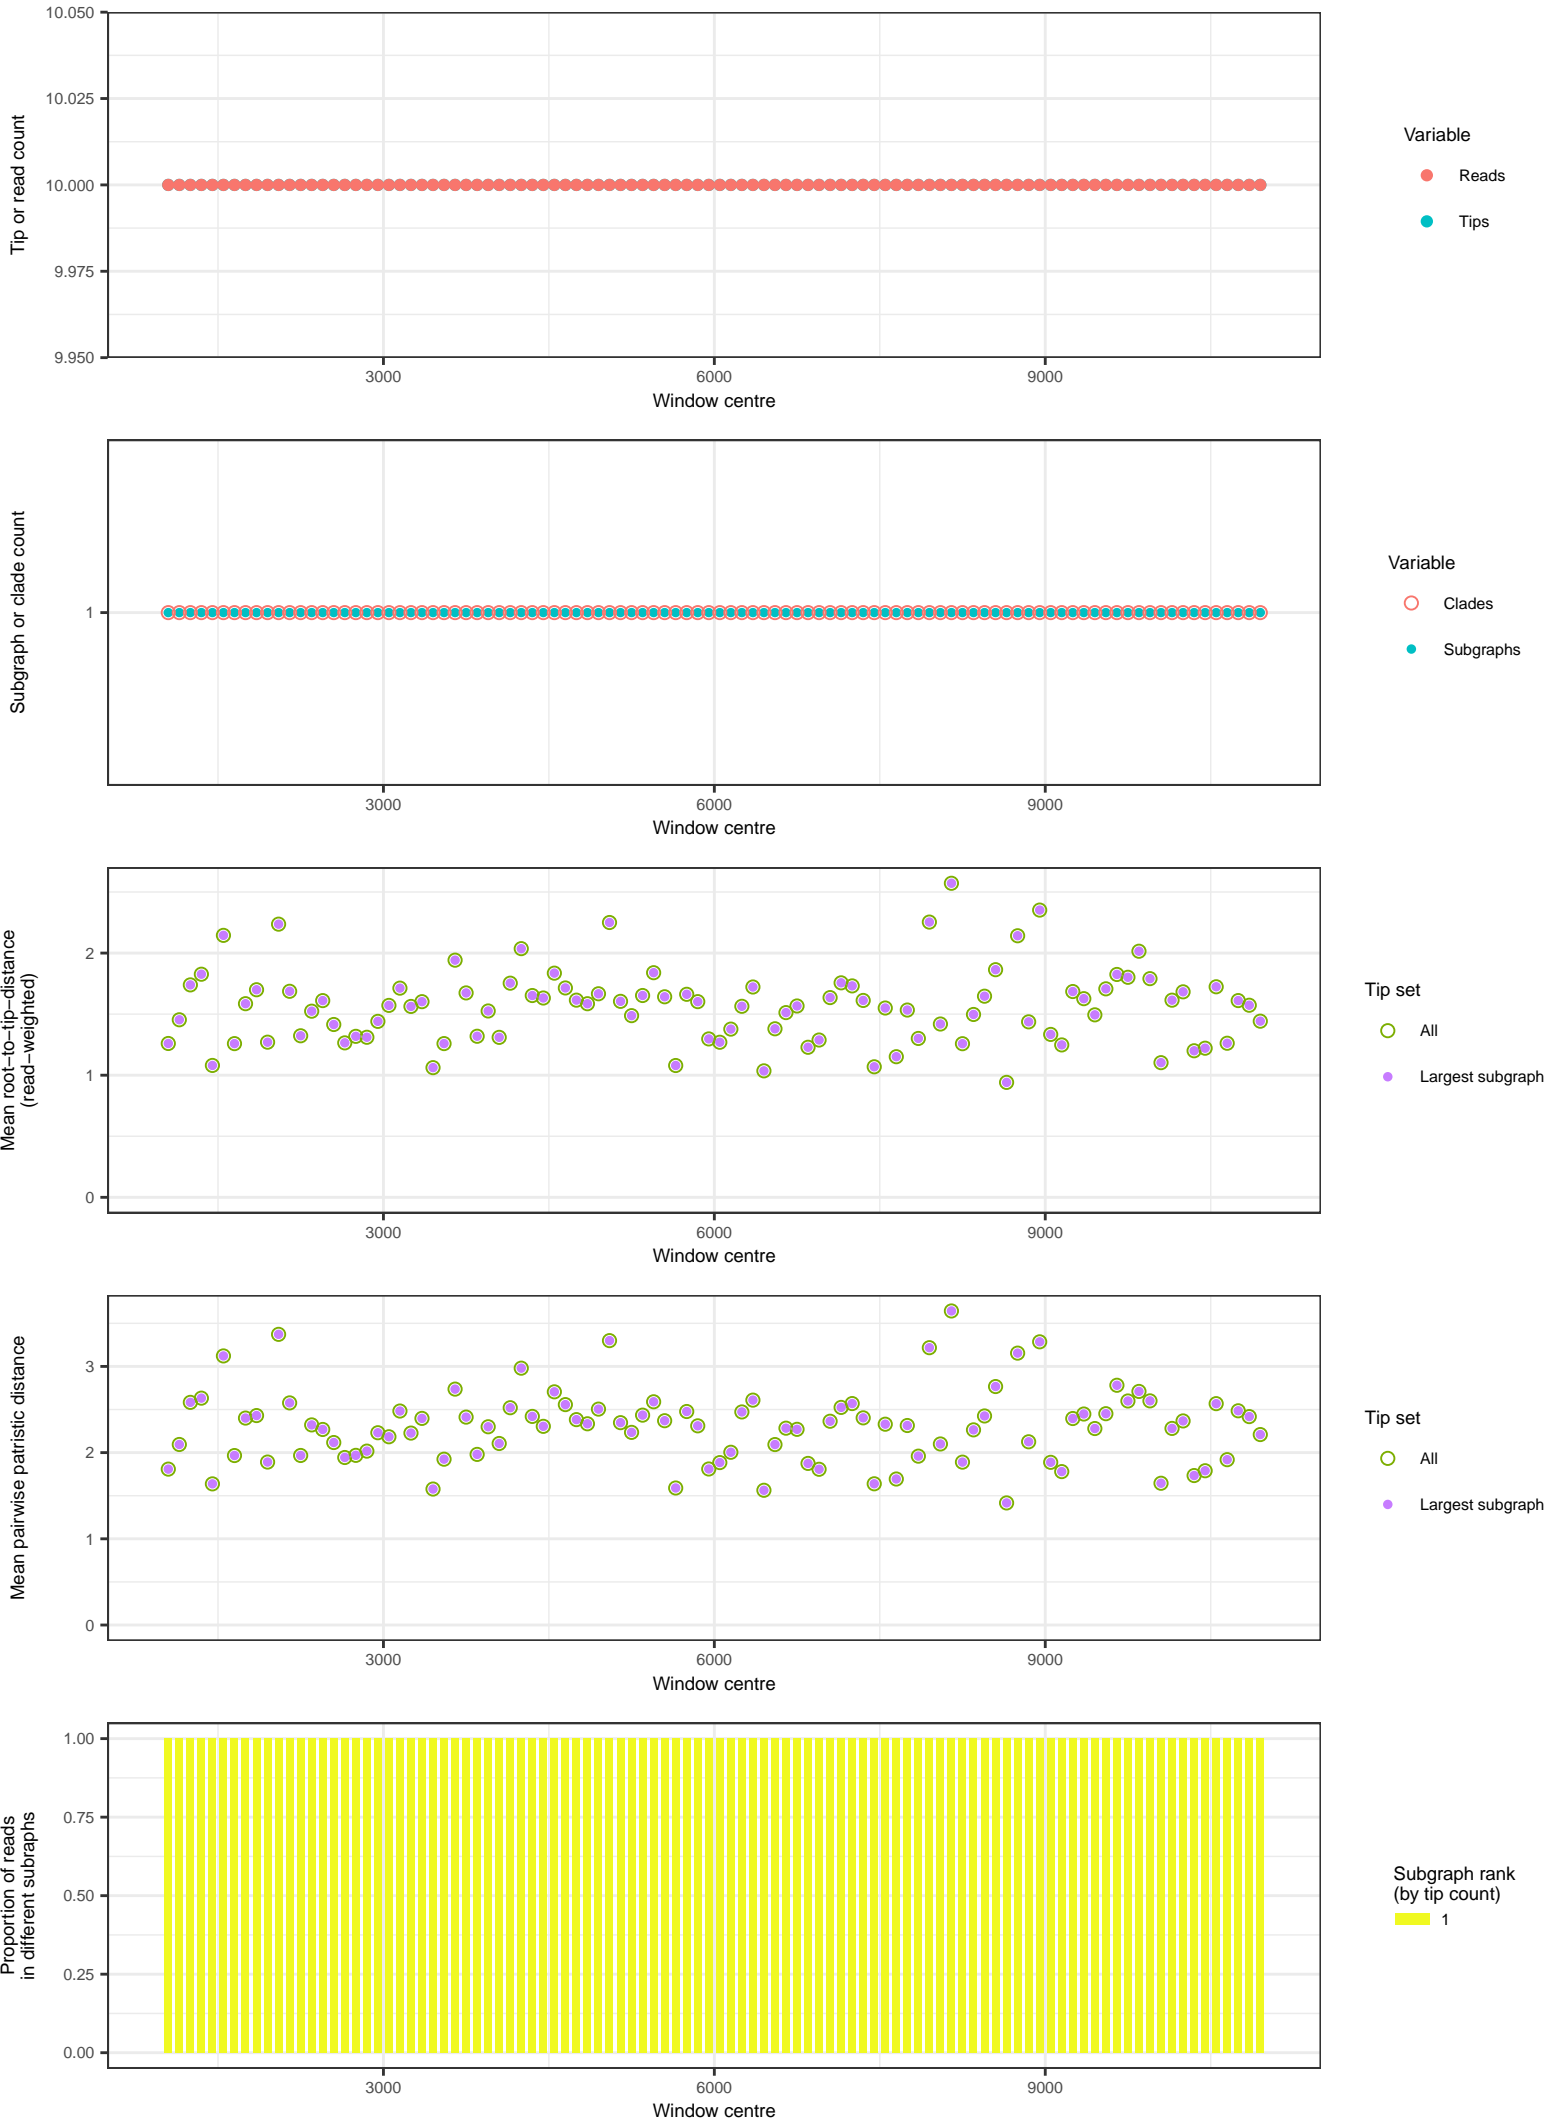 10.050
10.025
10.000
9.975
9.950
Tip or read count
3000
6000
9000
Window centre
Variable
Reads
Tips
1
Subgraph or clade count
3000
6000
9000
Window centre
Variable
Clades
Subgraphs
2
1
0
Mean root−to−tip−distance
(read−weighted)
3000
6000
9000
Window centre
Tip set
All
Largest subgraph
3
2
1
0
Mean pairwise patristic distance
3000
6000
9000
Window centre
Tip set
All
Largest subgraph
1.00
0.75
0.50
0.25
0.00
Proportion of reads
in different subraphs
3000
6000
9000
Window centre
Subgraph rank
(by tip count)
1